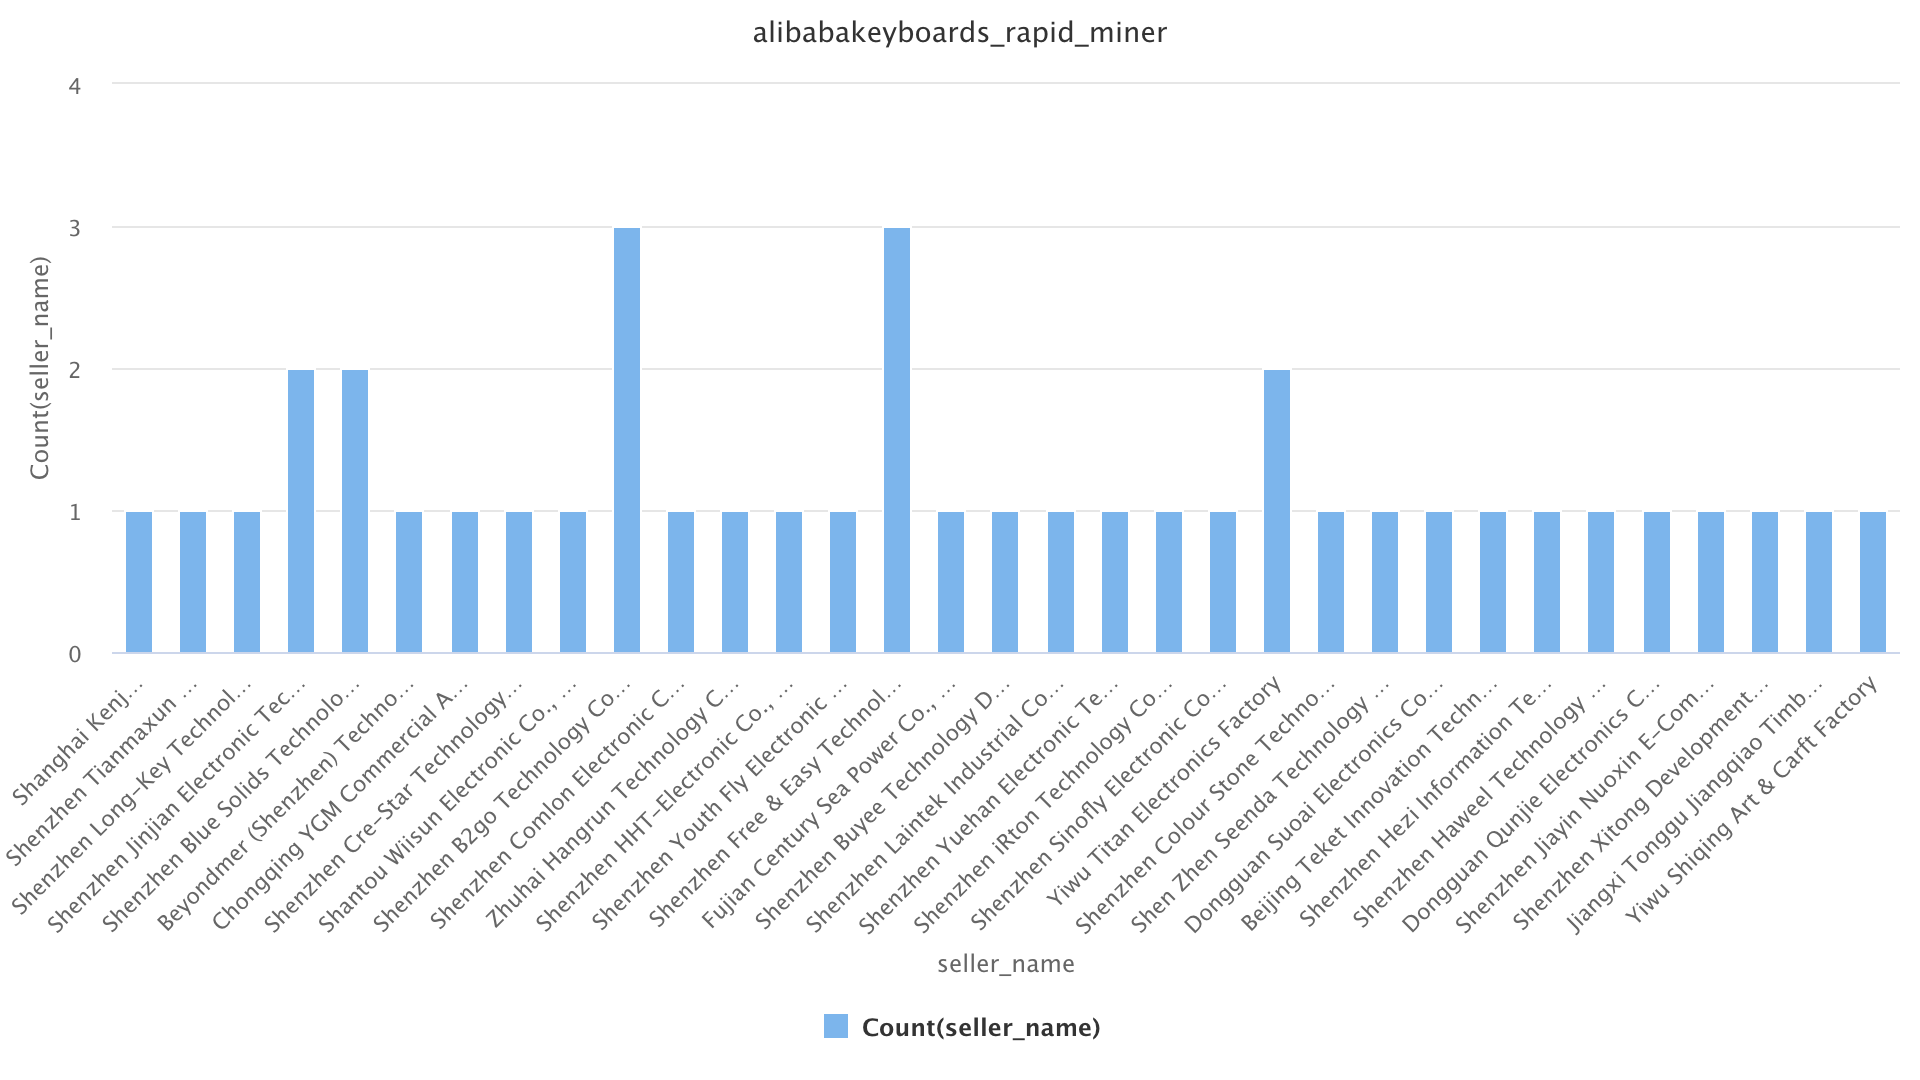 alibabakeyboards_rapid_miner
Count(seller_name)
4
3
2
1
0
Shanghai Kenj...
Shenzhen Tianmaxun ...
Shenzhen Long-Key Technol...
Shenzhen Jinjian Electronic Tec...
Shenzhen Blue Solids Technolo...
Beyondmer (Shenzhen) Techno...
Chongqing YGM Commercial A...
Shenzhen Cre-Star Technology...
Shantou Wiisun Electronic Co., ...
Shenzhen B2go Technology Co...
Shenzhen Comlon Electronic C...
Zhuhai Hangrun Technology C...
Shenzhen HHT-Electronic Co., ...
Shenzhen Youth Fly Electronic ...
Shenzhen Free & Easy Technol...
Fujian Century Sea Power Co., ...
Shenzhen Buyee Technology D...
Shenzhen Laintek Industrial Co...
Shenzhen Yuehan Electronic Te...
Shenzhen iRton Technology Co...
Shenzhen Sinofly Electronic Co...
Yiwu Titan Electronics Factory
Shenzhen Colour Stone Techno...
Shen Zhen Seenda Technology ...
Dongguan Suoai Electronics Co...
Beijing Teket Innovation Techn...
Shenzhen Hezi Information Te...
Shenzhen Haweel Technology ...
Dongguan Qunjie Electronics C...
Shenzhen Jiayin Nuoxin E-Com...
Shenzhen Xitong Development...
Jiangxi Tonggu Jiangqiao Timb...
Yiwu Shiqing Art & Carft Factory
seller_name
Count(seller_name)